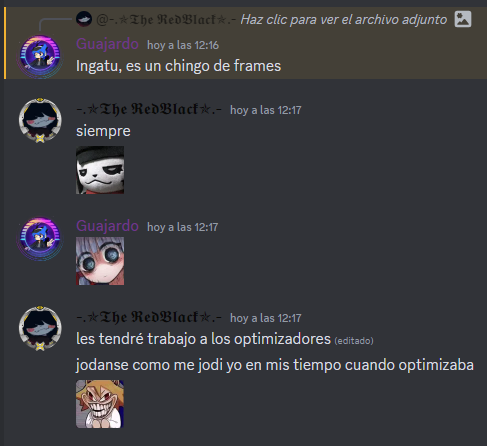 @-.✯𝕿𝖍𝖊 𝕽𝖊𝖉𝕭𝖑𝖆𝖈𝖐✯.- Haz clic para ver el archivo adjunto
Guajardo hoy a las 12:16
Ingatu, es un chingo de frames
-.✯𝕿𝖍𝖊 𝕽𝖊𝖉𝕭𝖑𝖆𝖈𝖐✯.- hoy a las 12:17
siempre
Guajardo hoy a las 12:17
-.✯𝕿𝖍𝖊 𝕽𝖊𝖉𝕭𝖑𝖆𝖈𝖐✯.- hoy a las 12:17
les tendré trabajo a los optimizadores (editado)
jodanse como me jodi yo en mis tiempo cuando optimizaba